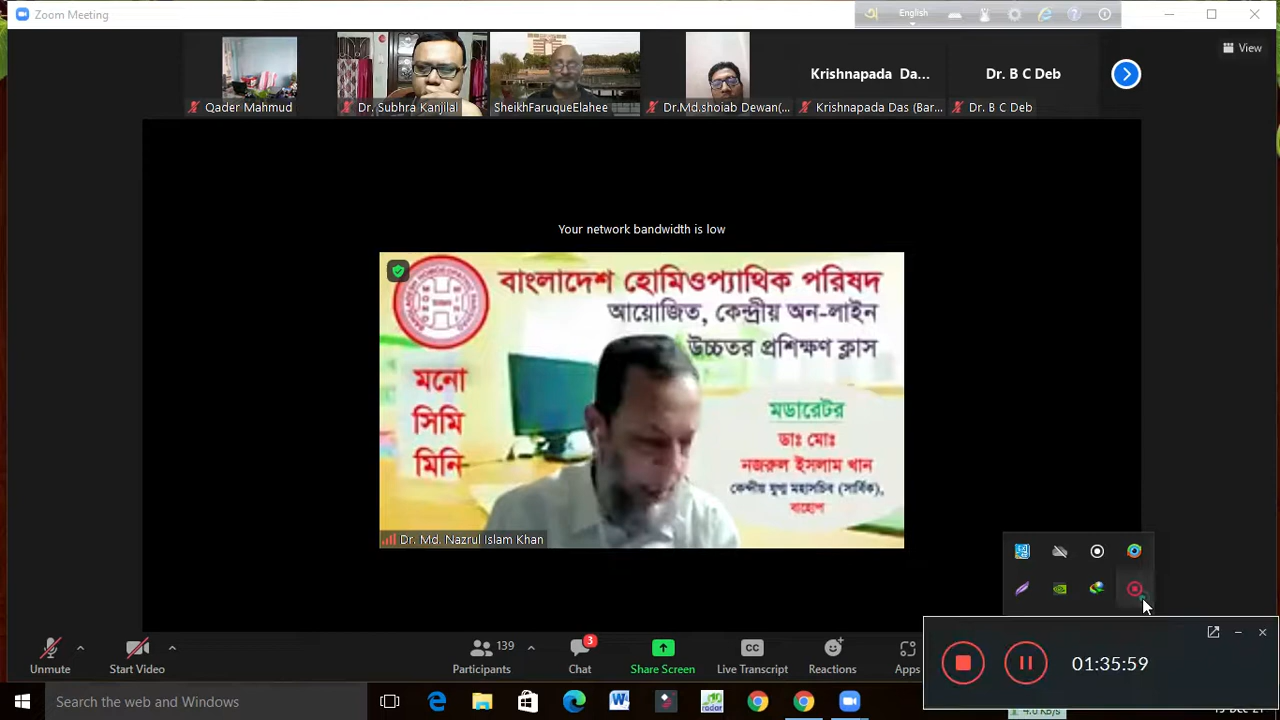 Zoom Meeting
English
View
Krishnapada Da...
Dr. B C Deb
Qader Mahmud
Dr. Subhra Kanjilal
SheikhFaruqueElahee
Dr.Md.shoiab Dewan(...
Krishnapada Das (Bar...
Dr. B C Deb
Your network bandwidth is low
বাংলাদেশ হোমিওপ্যাথিক পরিষদ
আয়োজিত, কেন্দ্রীয় অন-লাইন
উচ্চতর প্রশিক্ষণ ক্লাস
মনো
সিমি
মিনি
মডারেটর
ডাঃ মোঃ
নজরুল ইসলাম খান
কেন্দীয় যুগ্ম মহাসচিব (সার্বিক),
বাহোপ
Dr. Md. Nazrul Islam Khan
139
3
CC
Unmute
Start Video
Participants
Chat
Share Screen
Live Transcript
Reactions
Apps
01:35:59
Search the web and Windows